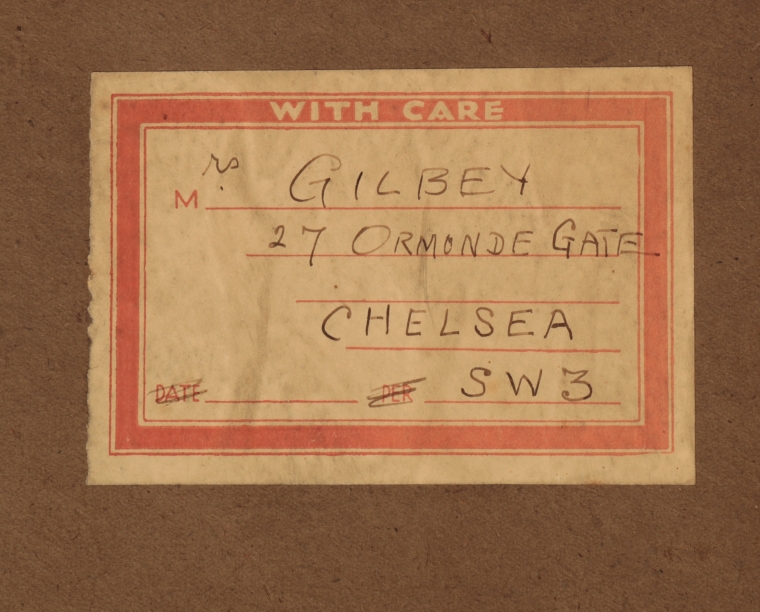 WITH CARE
Mrs GILBEY
27 ORMONDE GATE
CHELSEA
DATE PER SW3